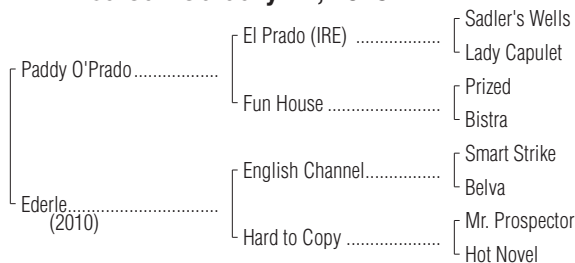 Sadler's Wells
El Prado (IRE) ...................
Lady Capulet
Paddy O'Prado ..................
Prized
Fun House .........................
Bistra
Smart Strike
English Channel.................
Belva
Ederle................................
(2010)
Mr. Prospector
Hard to Copy .....................
Hot Novel